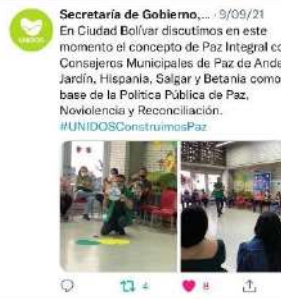 Secretaría de Gobierno,... · 9/09/21
UNIDOS
En Ciudad Bolívar discutimos en este
momento el concepto de Paz Integral co
Consejeros Municipales de Paz de Ande
Jardín, Hispania, Salgar y Betania como
base de la Política Pública de Paz,
Noviolencia y Reconciliación.
#UNIDOSConstruimosPaz
4
8